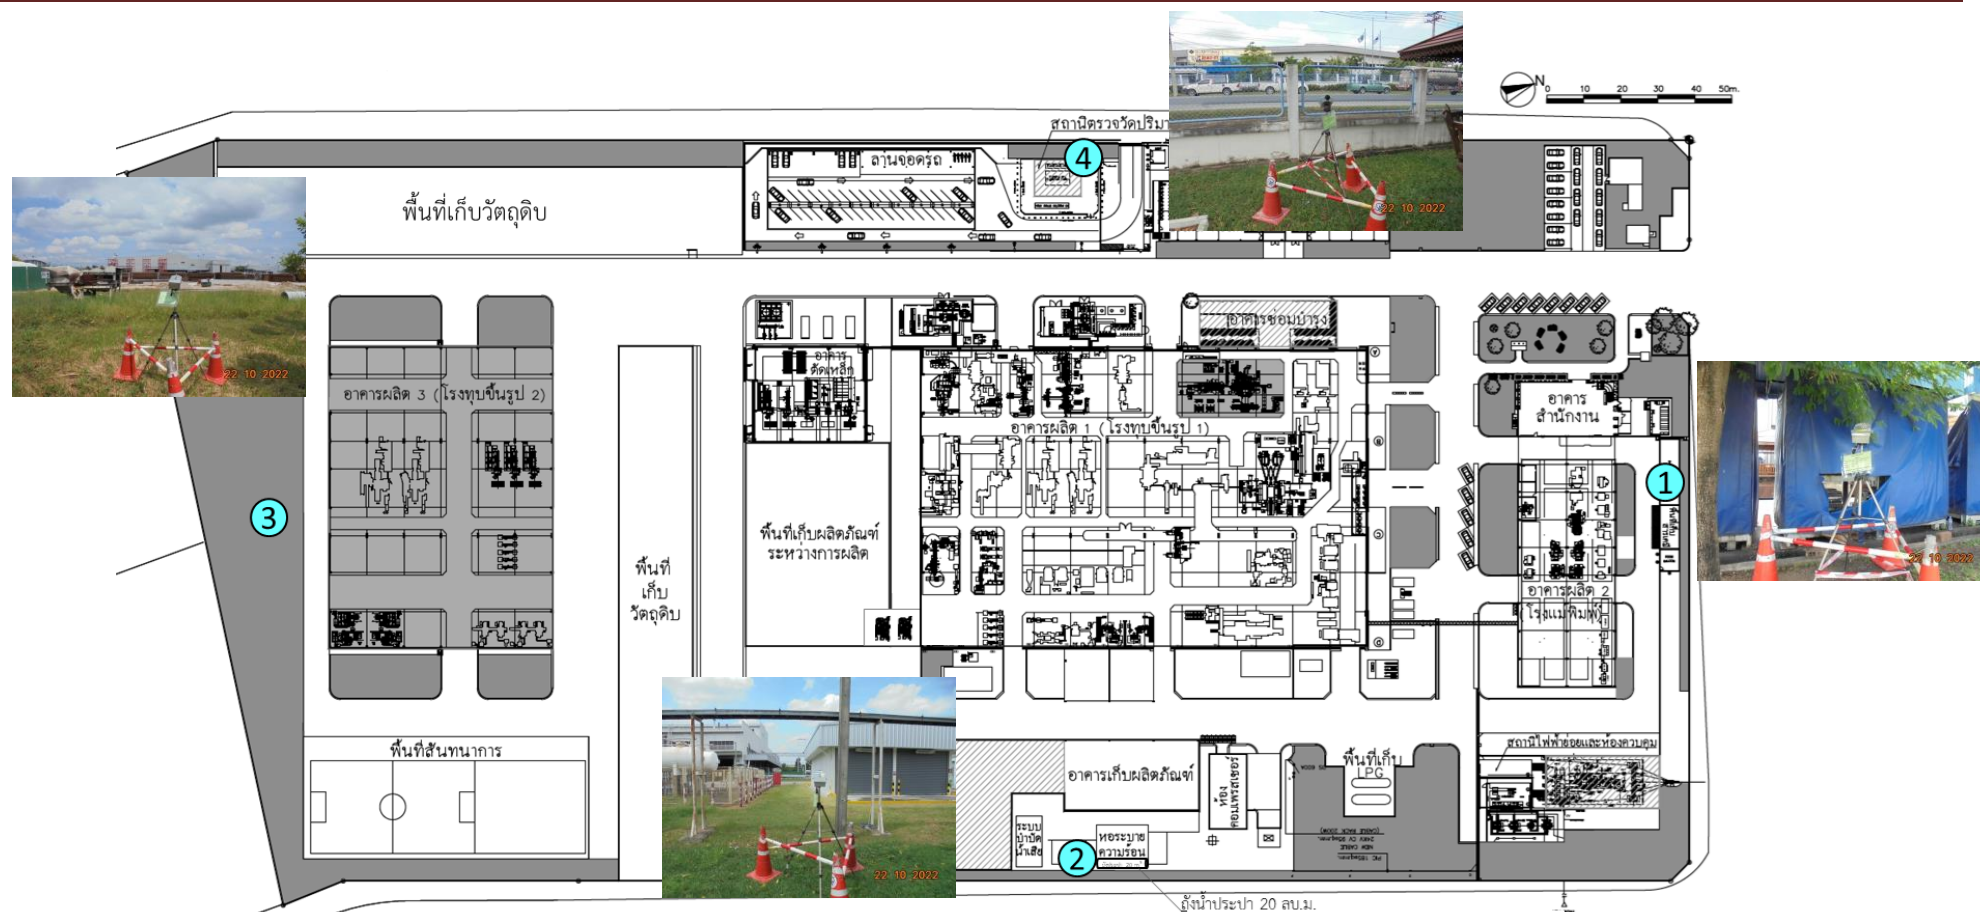 N
0 10 20 30 40 50m.
สถานีตรวจวัดปริมา
4
ลานจอดรถ
พื้นที่เก็บวัตถุดิบ
22 10 2022
22 10 2022
อาคารซ่อมบำรุง
อาคาร
ตัดเหล็ก
อาคารผลิต 3 (โรงทุบขึ้นรูป 2)
อาคารผลิต 1 (โรงทุบขึ้นรูป 1)
อาคาร
สำนักงาน
A
B
C
D
1
3
22 10 2022
พื้นที่เก็บผลิตภัณฑ์
ระหว่างการผลิต
พื้นที่
เก็บ
วัตถุดิบ
อาคารผลิต 2
(โรงแม่พิมพ์)
พื้นที่สันทนาการ
สถานีไฟฟ้าย่อยและห้องควบคุม
อาคารเก็บผลิตภัณฑ์
ห้อง
คอมเพรสเซอร์
พื้นที่เก็บ
LPG
ระบบ
บำบัด
น้ำเสีย
หอระบาย
ความร้อน
2
22 10 2022
ถังน้ำประปา 20 ลบ.ม.